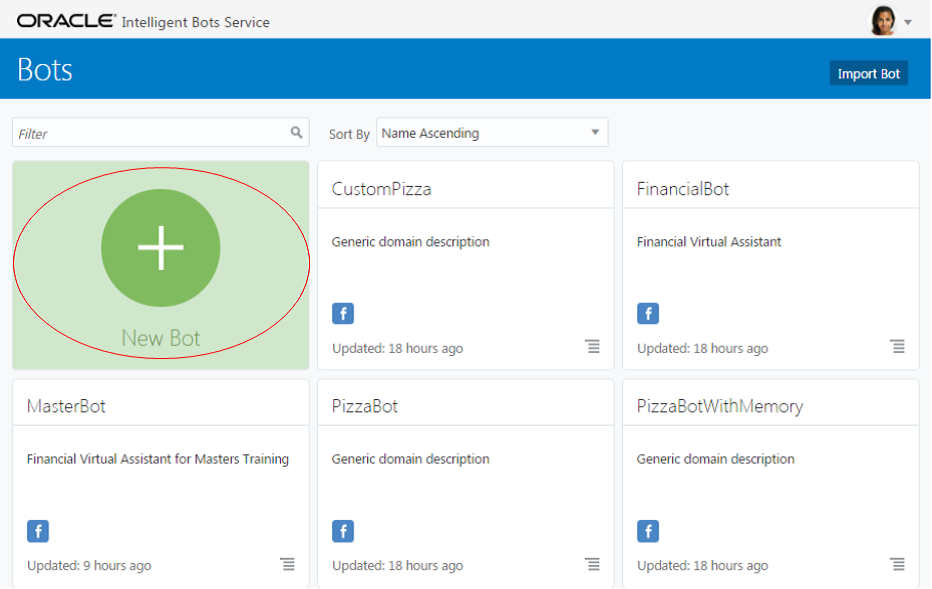 ORACLE® Intelligent Bots Service
Bots
Import Bot
Filter
Sort By Name Ascending
New Bot
CustomPizza
Generic domain description
f
Updated: 18 hours ago
FinancialBot
Financial Virtual Assistant
f
Updated: 18 hours ago
MasterBot
Financial Virtual Assistant for Masters Training
f
Updated: 9 hours ago
PizzaBot
Generic domain description
f
Updated: 18 hours ago
PizzaBotWithMemory
Generic domain description
f
Updated: 18 hours ago